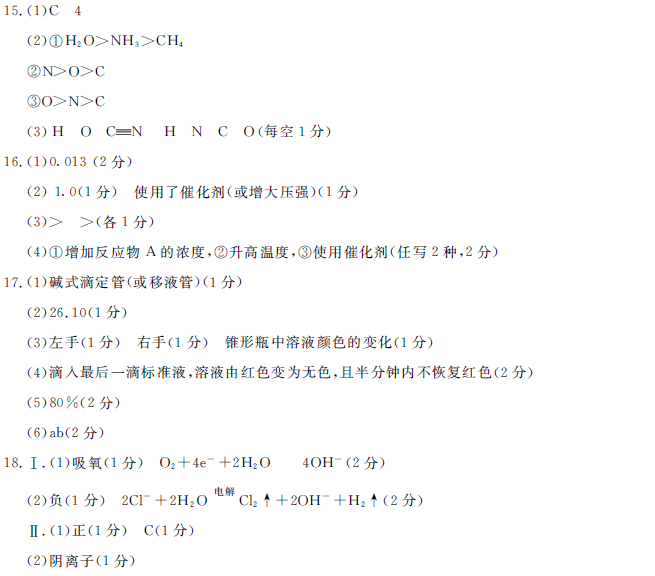 15.(1)C 4
(2)①H₂O>NH₃>CH₄
②N>O>C
③O>N>C
(3)H O C≡N H N C O(每空1分)
16.(1)0.013(2分)
(2)1.0(1分) 使用了催化剂(或增大压强)(1分)
(3)> >(各1分)
(4)①增加反应物A的浓度,②升高温度,③使用催化剂(任写2种,2分)
17.(1)碱式滴定管(或移液管)(1分)
(2)26.10(1分)
(3)左手(1分) 右手(1分) 锥形瓶中溶液颜色的变化(1分)
(4)滴入最后一滴标准液,溶液由红色变为无色,且半分钟内不恢复红色(2分)
(5)80%(2分)
(6)ab(2分)
18.Ⅰ.(1)吸氧(1分) O₂+4e⁻+2H₂O 4OH⁻(2分)
(2)负(1分) 2Cl⁻+2H₂O 电解 Cl₂↑+2OH⁻+H₂↑(2分)
Ⅱ.(1)正(1分) C(1分)
(2)阴离子(1分)